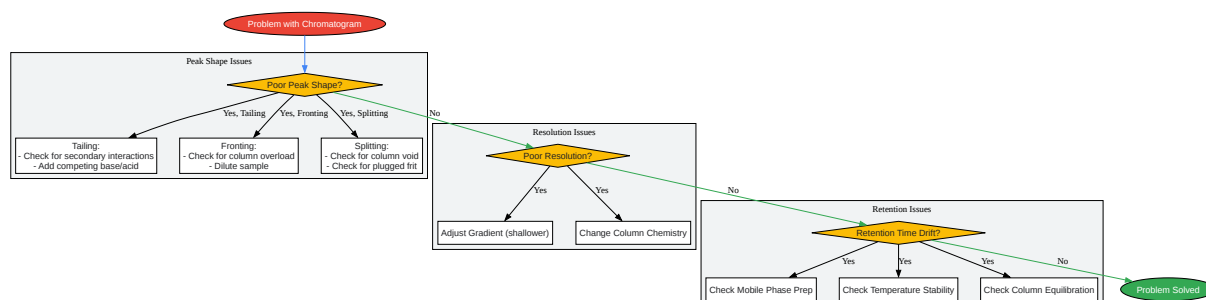 Problem with Chromatogram
Peak Shape Issues
Poor Peak Shape?
Yes, Tailing
Yes, Fronting
Yes, Splitting
No
Tailing:
- Check for secondary interactions
- Add competing base/acid
Fronting:
- Check for column overload
- Dilute sample
Splitting:
- Check for column void
- Check for plugged frit
Resolution Issues
Poor Resolution?
Yes
Yes
No
Adjust Gradient (shallower)
Change Column Chemistry
Retention Issues
Retention Time Drift?
Yes
Yes
Yes
No
Check Mobile Phase Prep
Check Temperature Stability
Check Column Equilibration
Problem Solved